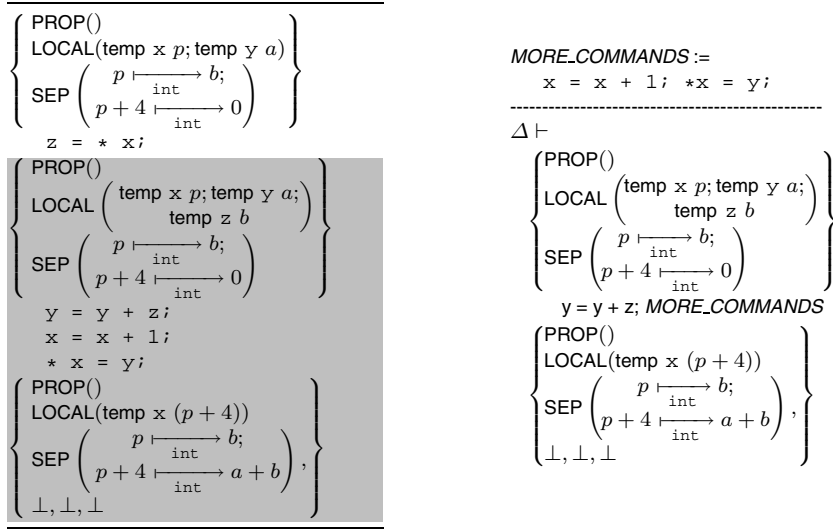 PROP()
LOCAL(temp x p; temp y a)
SEP ( p ↦ b;
int
p + 4 ↦ 0 )
int
z = * x;
PROP()
LOCAL ( temp x p; temp y a;
temp z b )
SEP ( p ↦ b;
int
p + 4 ↦ 0 )
int
y = y + z;
x = x + 1;
* x = y;
PROP()
LOCAL(temp x (p + 4))
SEP ( p ↦ b;
int
p + 4 ↦ a + b ) ,
int
⊥, ⊥, ⊥
MORE_COMMANDS :=
x = x + 1; *x = y;
--------------------------------------------------
Δ ⊢
PROP()
LOCAL ( temp x p; temp y a;
temp z b )
SEP ( p ↦ b;
int
p + 4 ↦ 0 )
int
y = y + z; MORE_COMMANDS
PROP()
LOCAL(temp x (p + 4))
SEP ( p ↦ b;
int
p + 4 ↦ a + b ) ,
int
⊥, ⊥, ⊥